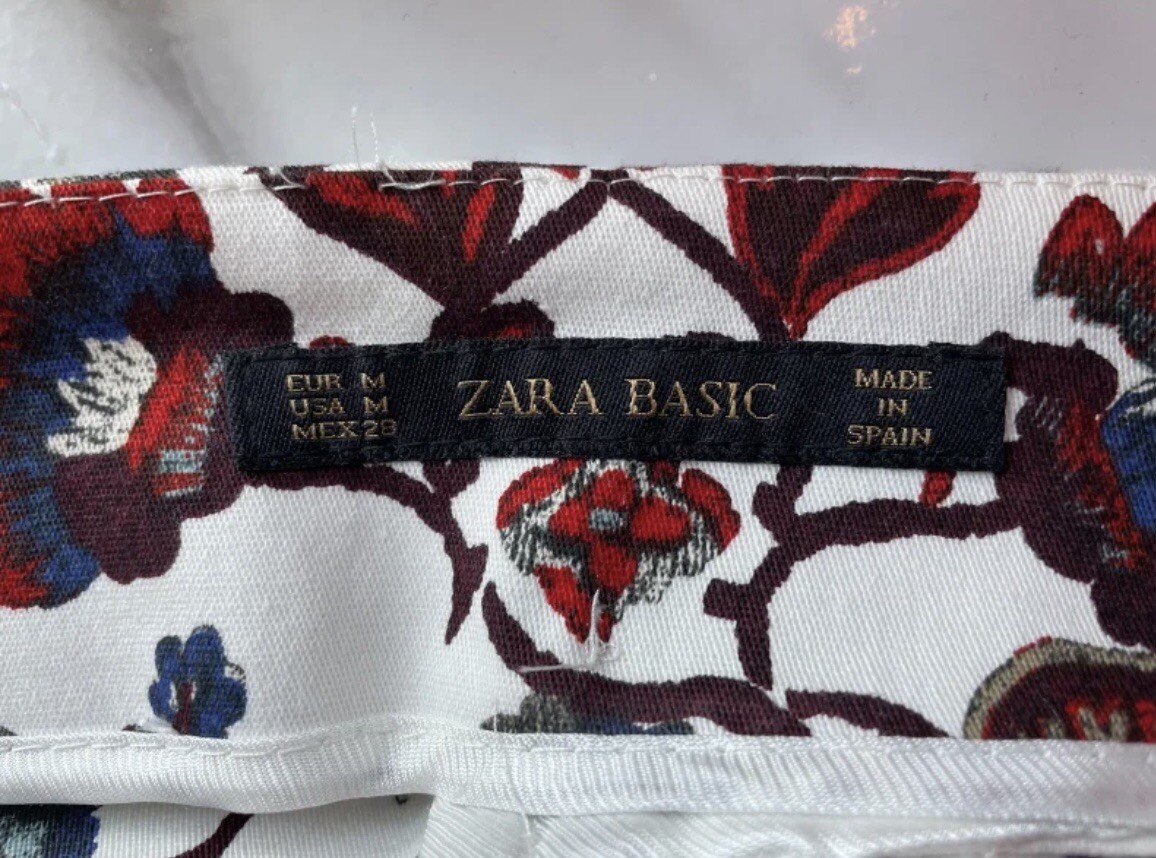 EUR M
USA M
MEX 28
ZARA BASIC
MADE
IN
SPAIN